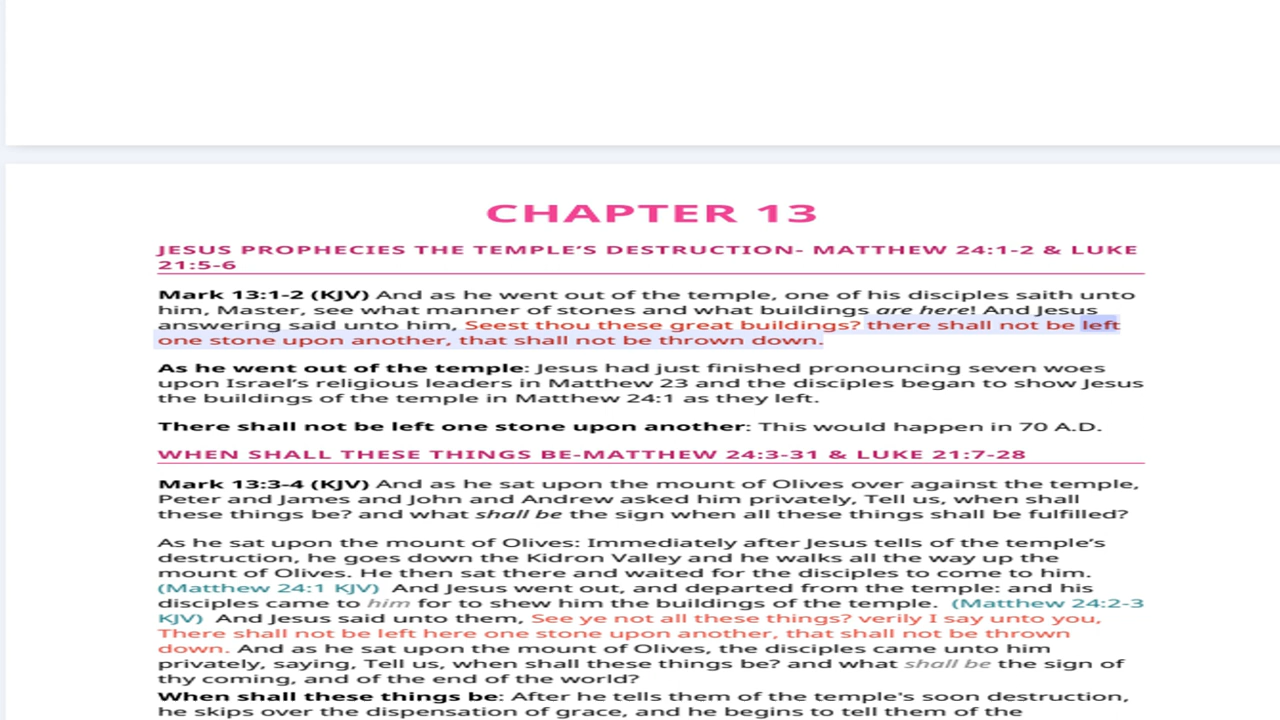 CHAPTER 13
JESUS PROPHECIES THE TEMPLE'S DESTRUCTION- MATTHEW 24:1-2 & LUKE
21:5-6
Mark 13:1-2 (KJV) And as he went out of the temple, one of his disciples saith unto
him, Master, see what manner of stones and what buildings are here! And Jesus
answering said unto him, Seest thou these great buildings? there shall not be left
one stone upon another, that shall not be thrown down.
As he went out of the temple: Jesus had just finished pronouncing seven woes
upon Israel's religious leaders in Matthew 23 and the disciples began to show Jesus
the buildings of the temple in Matthew 24:1 as they left.
There shall not be left one stone upon another: This would happen in 70 A.D.
WHEN SHALL THESE THINGS BE-MATTHEW 24:3-31 & LUKE 21:7-28
Mark 13:3-4 (KJV) And as he sat upon the mount of Olives over against the temple,
Peter and James and John and Andrew asked him privately, Tell us, when shall
these things be? and what shall be the sign when all these things shall be fulfilled?
As he sat upon the mount of Olives: Immediately after Jesus tells of the temple's
destruction, he goes down the Kidron Valley and he walks all the way up the
mount of Olives. He then sat there and waited for the disciples to come to him.
(Matthew 24:1 KJV) And Jesus went out, and departed from the temple: and his
disciples came to him for to shew him the buildings of the temple. (Matthew 24:2-3
KJV) And Jesus said unto them, See ye not all these things? verily I say unto you,
There shall not be left here one stone upon another, that shall not be thrown
down. And as he sat upon the mount of Olives, the disciples came unto him
privately, saying, Tell us, when shall these things be? and what shall be the sign of
thy coming, and of the end of the world?
When shall these things be: After he tells them of the temple's soon destruction,
he skips over the dispensation of grace, and he begins to tell them of the